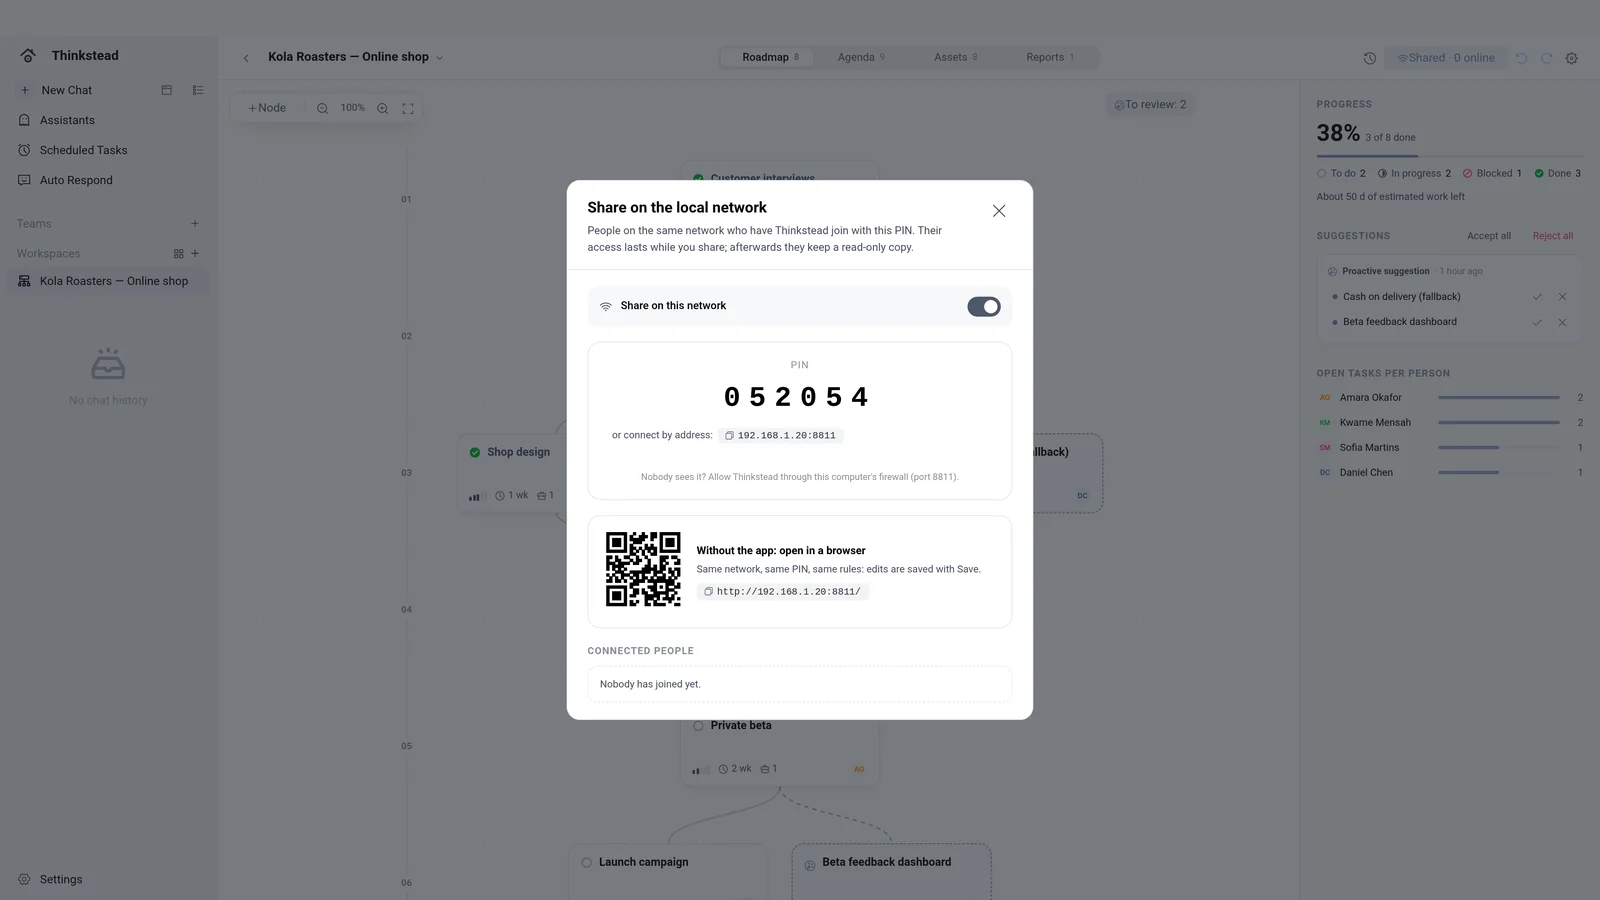 Thinkstead
New Chat
Assistants
Scheduled Tasks
Auto Respond
Teams
Workspaces
Kola Roasters — Online shop
No chat history
Settings
Kola Roasters — Online shop
Roadmap 8
Agenda 9
Assets 8
Reports 1
Shared · 0 online
+ Node
100%
To review: 2
01
02
03
04
05
06
Customer interviews
Shop design
1 wk
1
llback)
DC
Private beta
2 wk
1
AO
Launch campaign
Beta feedback dashboard
Share on the local network
People on the same network who have Thinkstead join with this PIN. Their
access lasts while you share; afterwards they keep a read-only copy.
Share on this network
PIN
052054
or connect by address: 192.168.1.20:8811
Nobody sees it? Allow Thinkstead through this computer's firewall (port 8811).
Without the app: open in a browser
Same network, same PIN, same rules: edits are saved with Save.
http://192.168.1.20:8811/
CONNECTED PEOPLE
Nobody has joined yet.
PROGRESS
38% 3 of 8 done
To do 2 In progress 2 Blocked 1 Done 3
About 50 d of estimated work left
SUGGESTIONS Accept all Reject all
Proactive suggestion · 1 hour ago
Cash on delivery (fallback)
Beta feedback dashboard
OPEN TASKS PER PERSON
AO Amara Okafor 2
KM Kwame Mensah 2
SM Sofia Martins 1
DC Daniel Chen 1